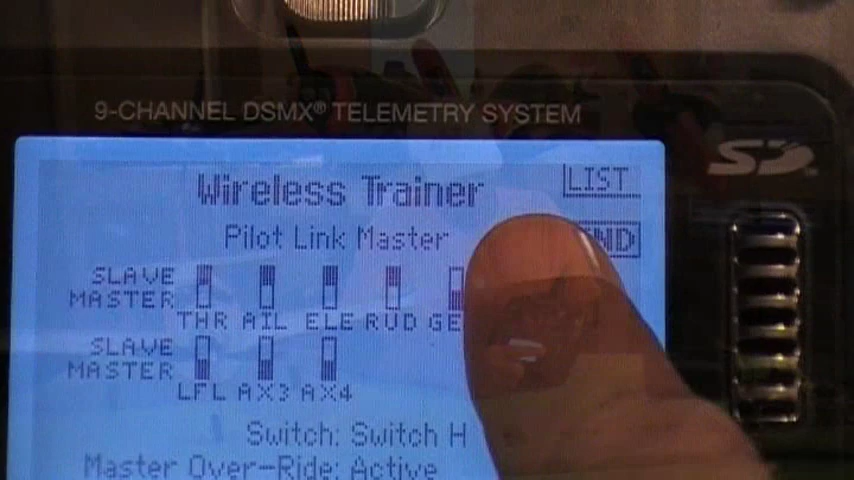 9-CHANNEL DSMX® TELEMETRY SYSTEM
SD
Wireless Trainer
LIST
Pilot Link Master
SLAVE
MASTER
THR AIL ELE RUD
SLAVE
MASTER
LFL AX3 AX4
Switch: Switch H
Master Over-Ride: Active